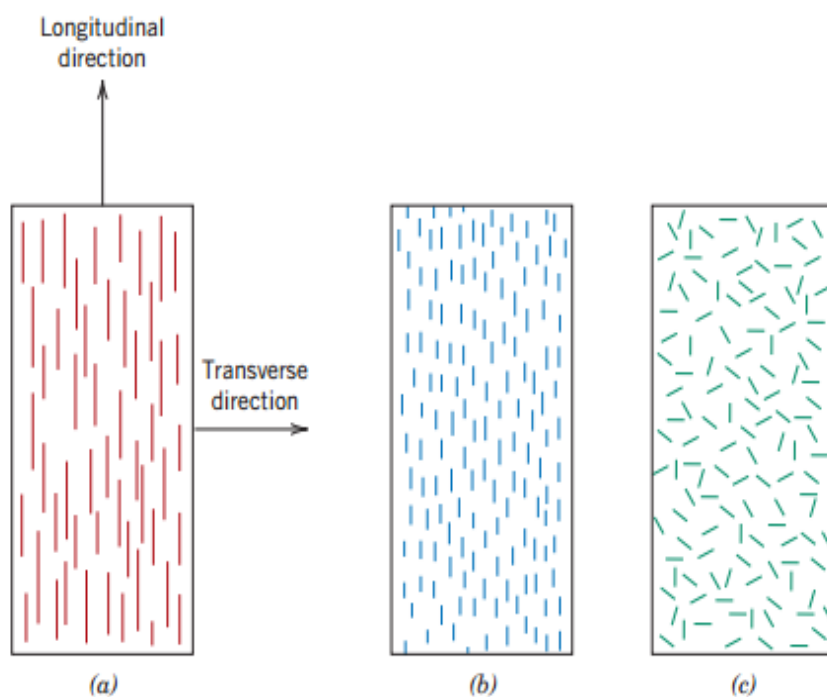 Longitudinal
direction
Transverse
direction
(a)
(b)
(c)